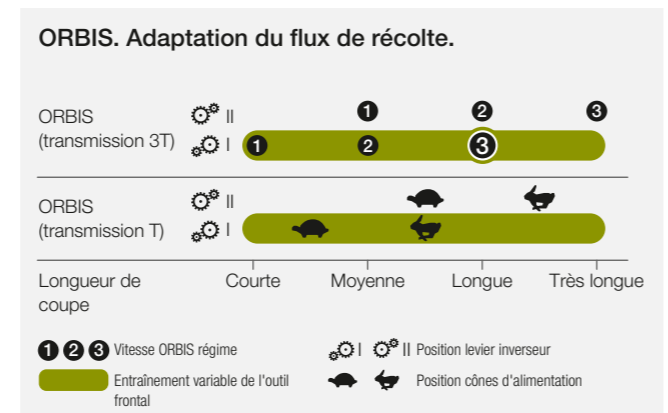 ORBIS. Adaptation du flux de récolte.
ORBIS
(transmission 3T)
II
1 2 3
I
1 2 3
ORBIS
(transmission T)
II
I
Longueur de
coupe
Courte Moyenne Longue Très longue
1 2 3 Vitesse ORBIS régime
I II Position levier inverseur
Entraînement variable de l'outil
frontal
Position cônes d'alimentation